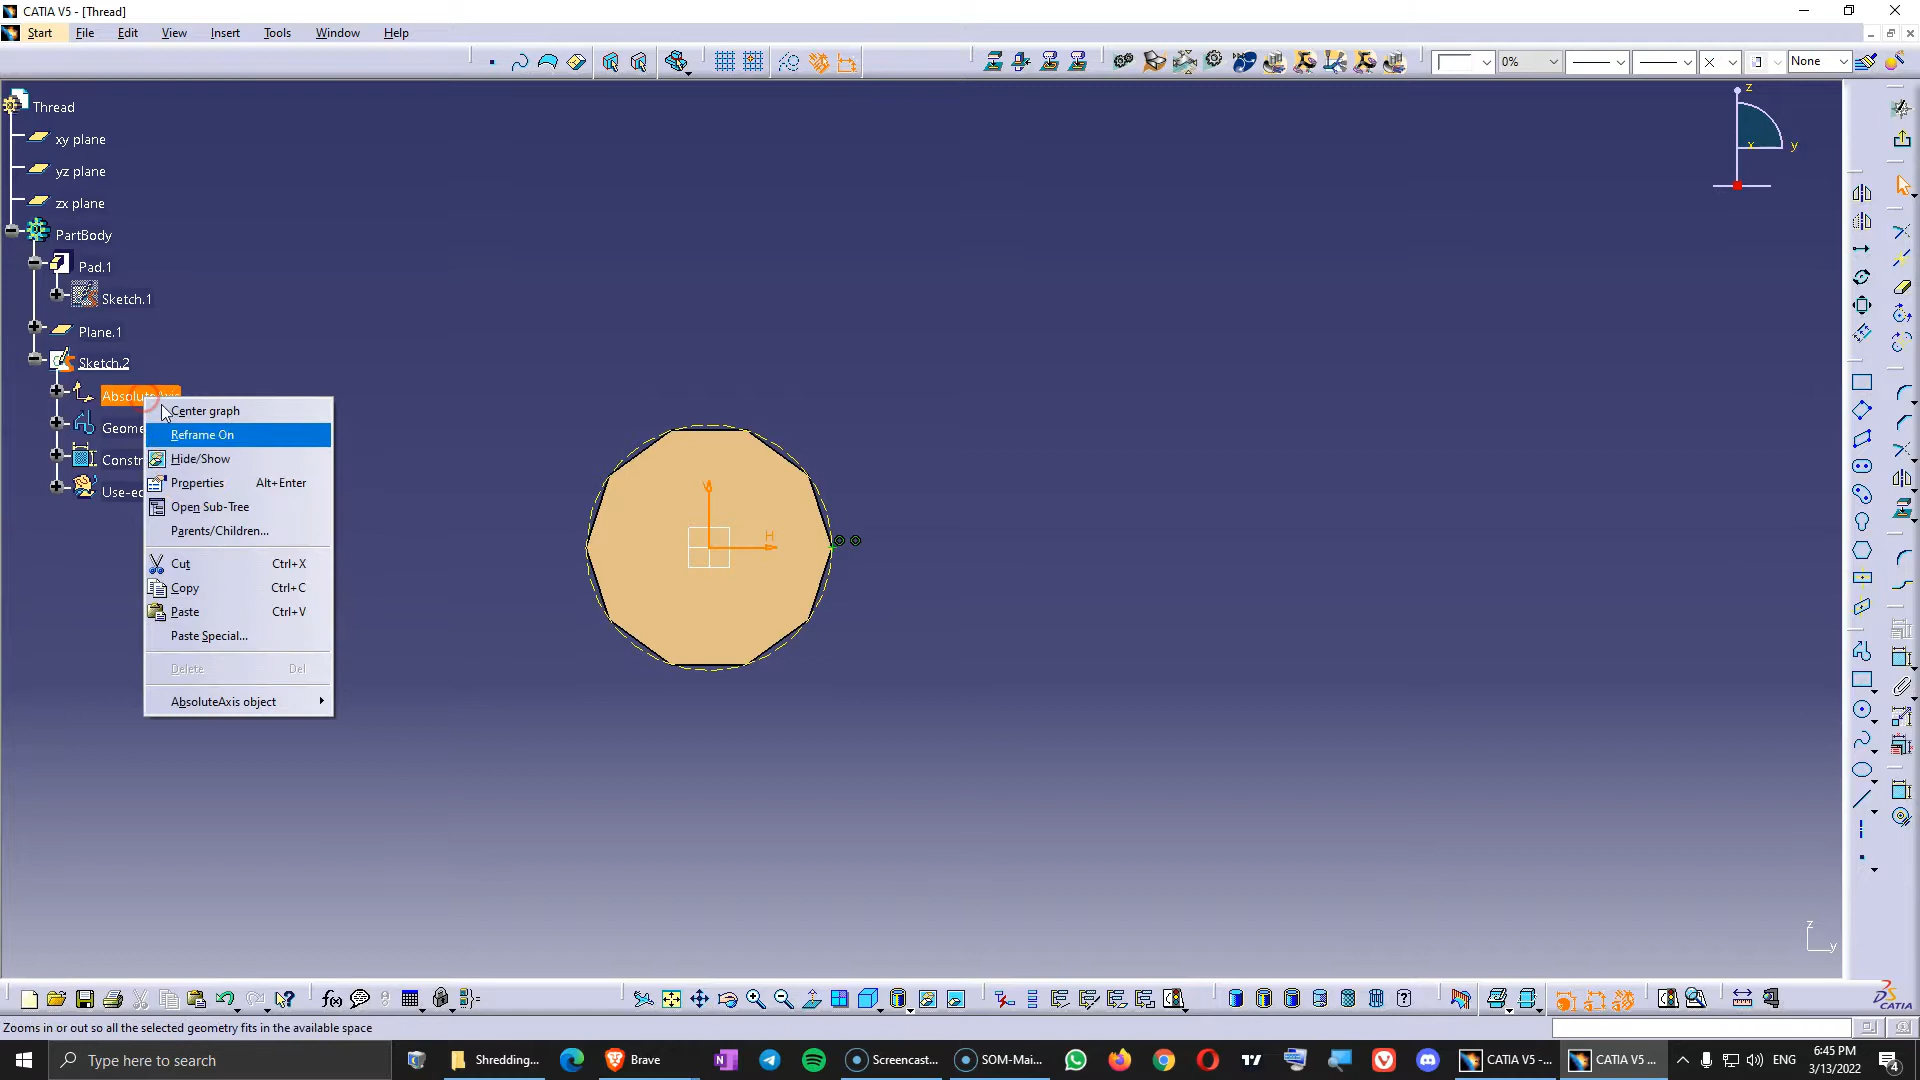 CATIA V5 - [Thread]
Start File Edit View Insert Tools Window Help
0%
None
Thread
xy plane
yz plane
zx plane
PartBody
Pad.1
Sketch.1
Plane.1
Sketch.2
Geome
Constr
Use-ed
Center graph
Reframe On
Hide/Show
Properties Alt+Enter
Open Sub-Tree
Parents/Children...
Cut Ctrl+X
Copy Ctrl+C
Paste Ctrl+V
Paste Special...
Delete Del
AbsoluteAxis object
V
H
z
x
y
z
y
f(x)
CATIA
Zooms in or out so all the selected geometry fits in the available space
Type here to search
Shredding...
Brave
Screencast...
SOM-Mai...
CATIA V5 -...
CATIA V5 ...
ENG
6:45 PM
3/13/2022
4